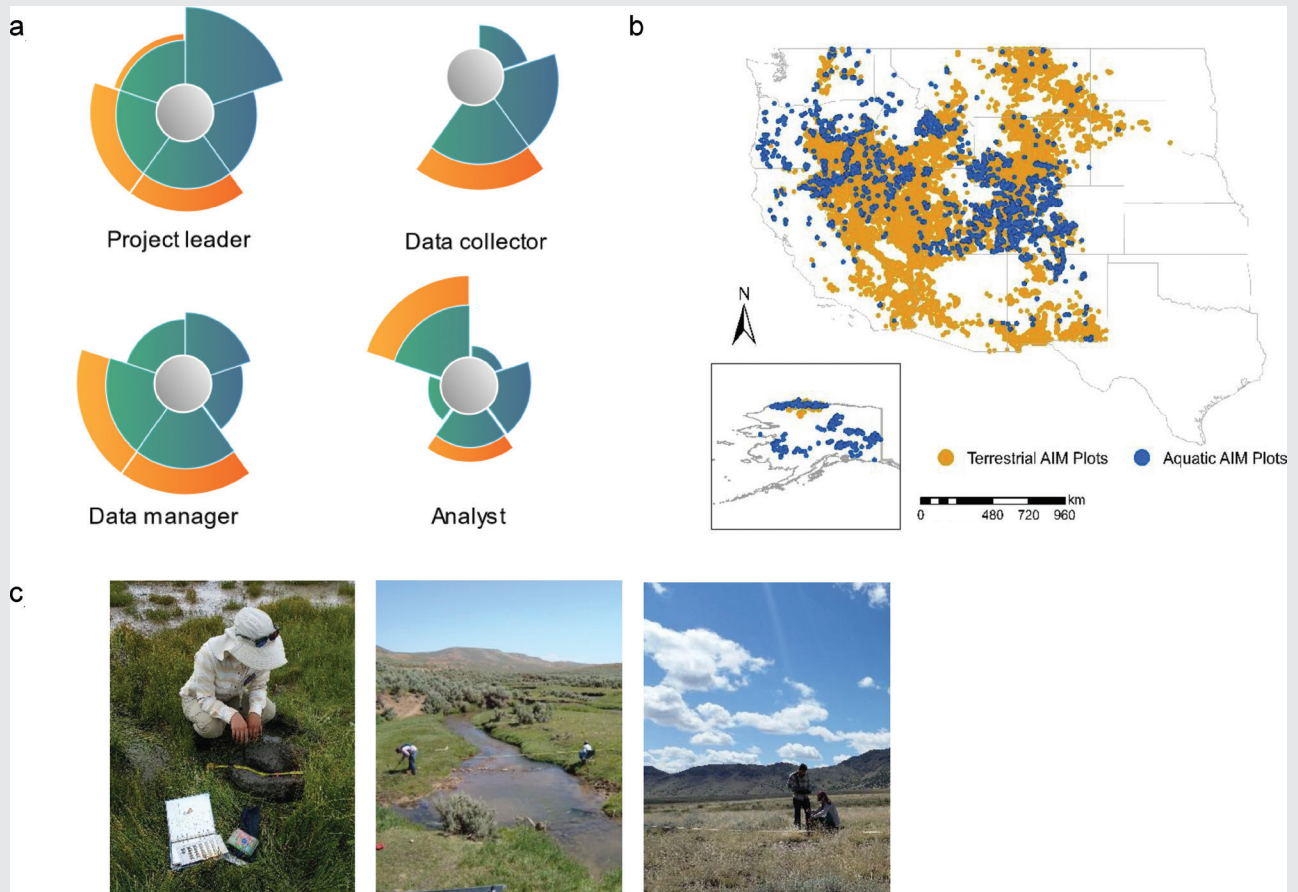 a
Project leader
Data collector
Data manager
Analyst
b
N
Terrestrial AIM Plots
Aquatic AIM Plots
km
0 480 720 960
c